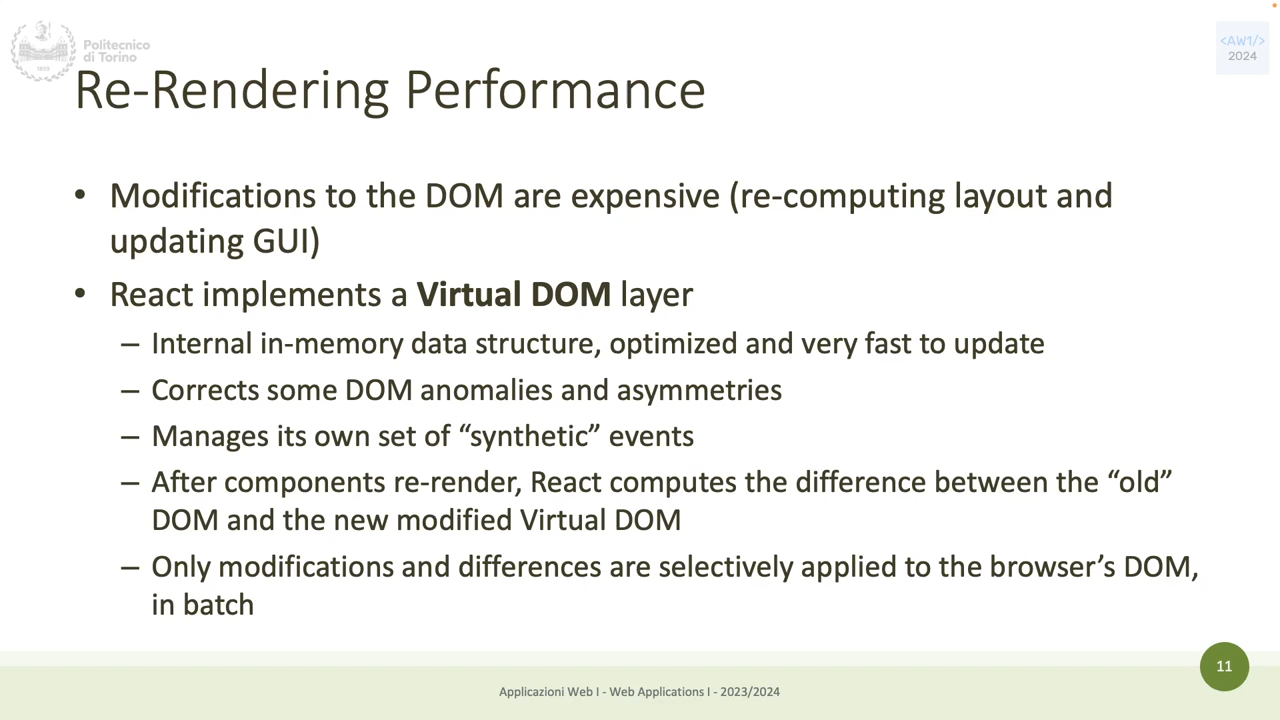 Politecnico
di Torino
1859
<AW1/>
2024
Re-Rendering Performance
• Modifications to the DOM are expensive (re-computing layout and
updating GUI)
• React implements a Virtual DOM layer
– Internal in-memory data structure, optimized and very fast to update
– Corrects some DOM anomalies and asymmetries
– Manages its own set of “synthetic” events
– After components re-render, React computes the difference between the “old”
DOM and the new modified Virtual DOM
– Only modifications and differences are selectively applied to the browser’s DOM,
in batch
11
Applicazioni Web I - Web Applications I - 2023/2024